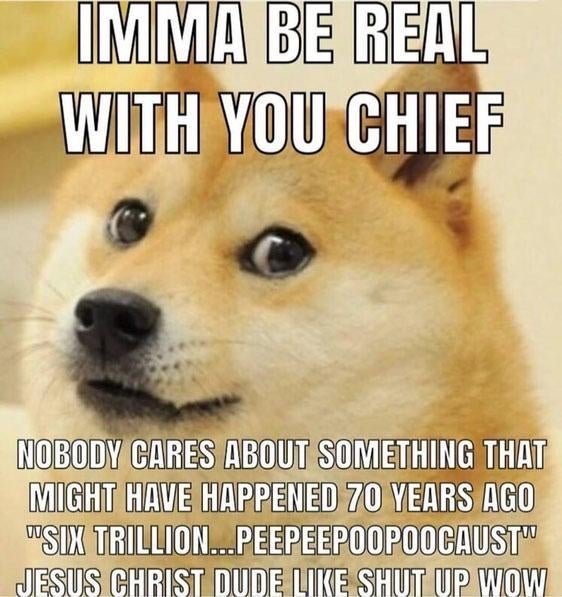 IMMA BE REAL
WITH YOU CHIEF
NOBODY CARES ABOUT SOMETHING THAT
MIGHT HAVE HAPPENED 70 YEARS AGO
"SIX TRILLION...PEEPEEPOOPOOCAUST"
JESUS CHRIST DUDE LIKE SHUT UP WOW